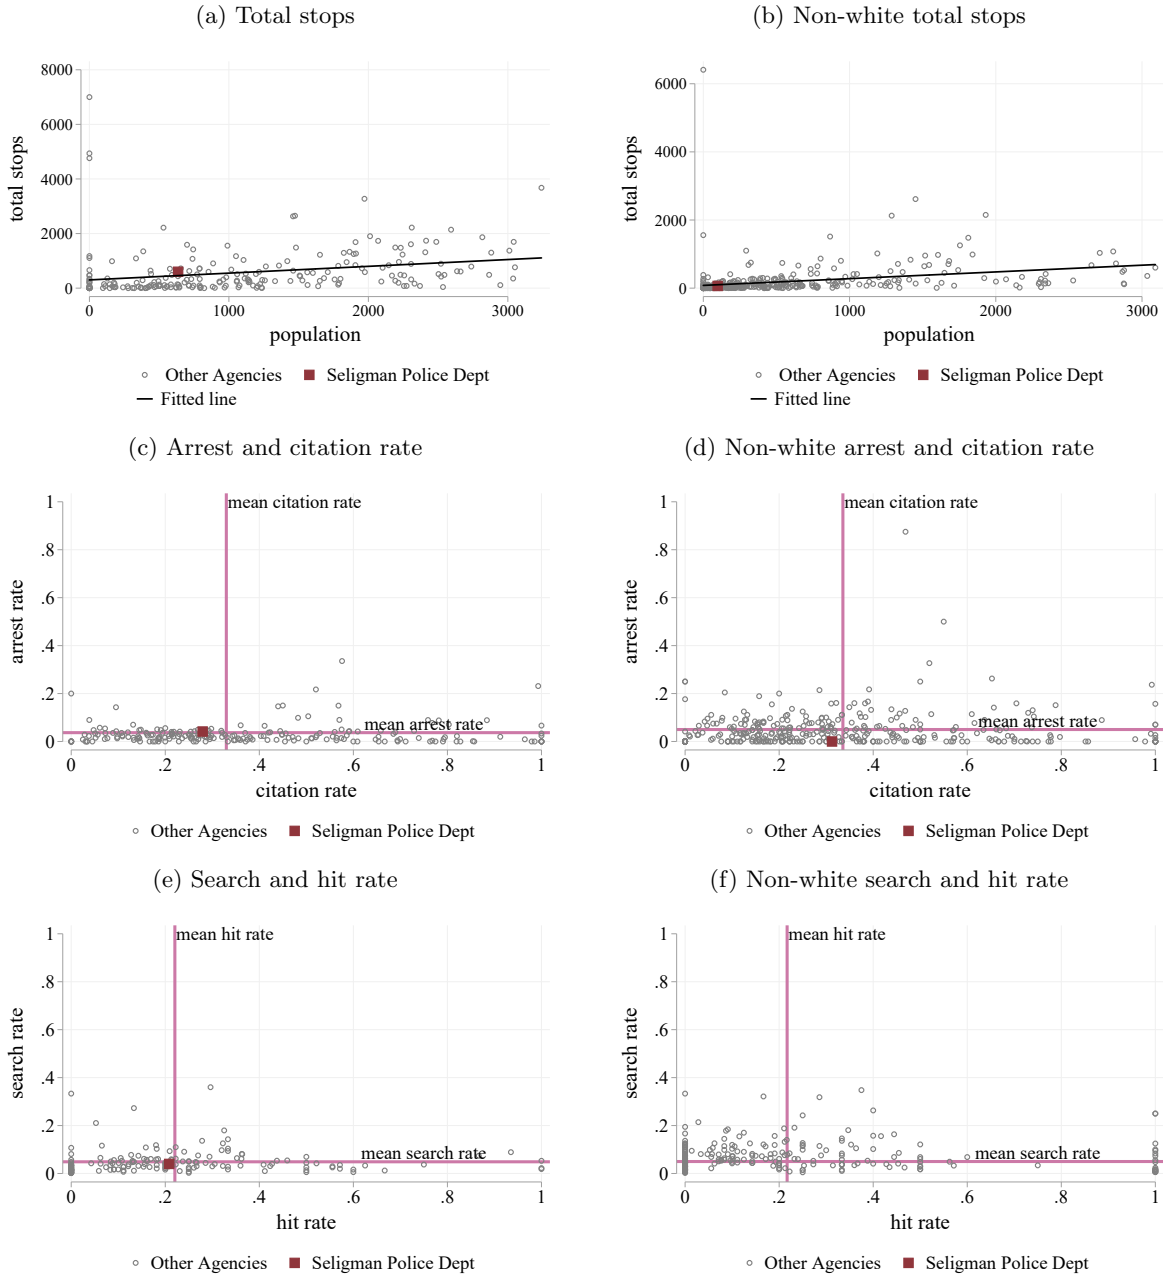 (a) Total stops
(b) Non-white total stops
8000
6000
4000
2000
0
total stops
0
1000
2000
3000
population
Other Agencies
Seligman Police Dept
Fitted line
6000
4000
2000
0
total stops
0
1000
2000
3000
population
Other Agencies
Seligman Police Dept
Fitted line
(c) Arrest and citation rate
(d) Non-white arrest and citation rate
1
.8
.6
.4
.2
0
arrest rate
mean citation rate
mean arrest rate
0
.2
.4
.6
.8
1
citation rate
Other Agencies
Seligman Police Dept
1
.8
.6
.4
.2
0
arrest rate
mean citation rate
mean arrest rate
0
.2
.4
.6
.8
1
citation rate
Other Agencies
Seligman Police Dept
(e) Search and hit rate
(f) Non-white search and hit rate
1
.8
.6
.4
.2
0
search rate
mean hit rate
mean search rate
0
.2
.4
.6
.8
1
hit rate
Other Agencies
Seligman Police Dept
1
.8
.6
.4
.2
0
search rate
mean hit rate
mean search rate
0
.2
.4
.6
.8
1
hit rate
Other Agencies
Seligman Police Dept